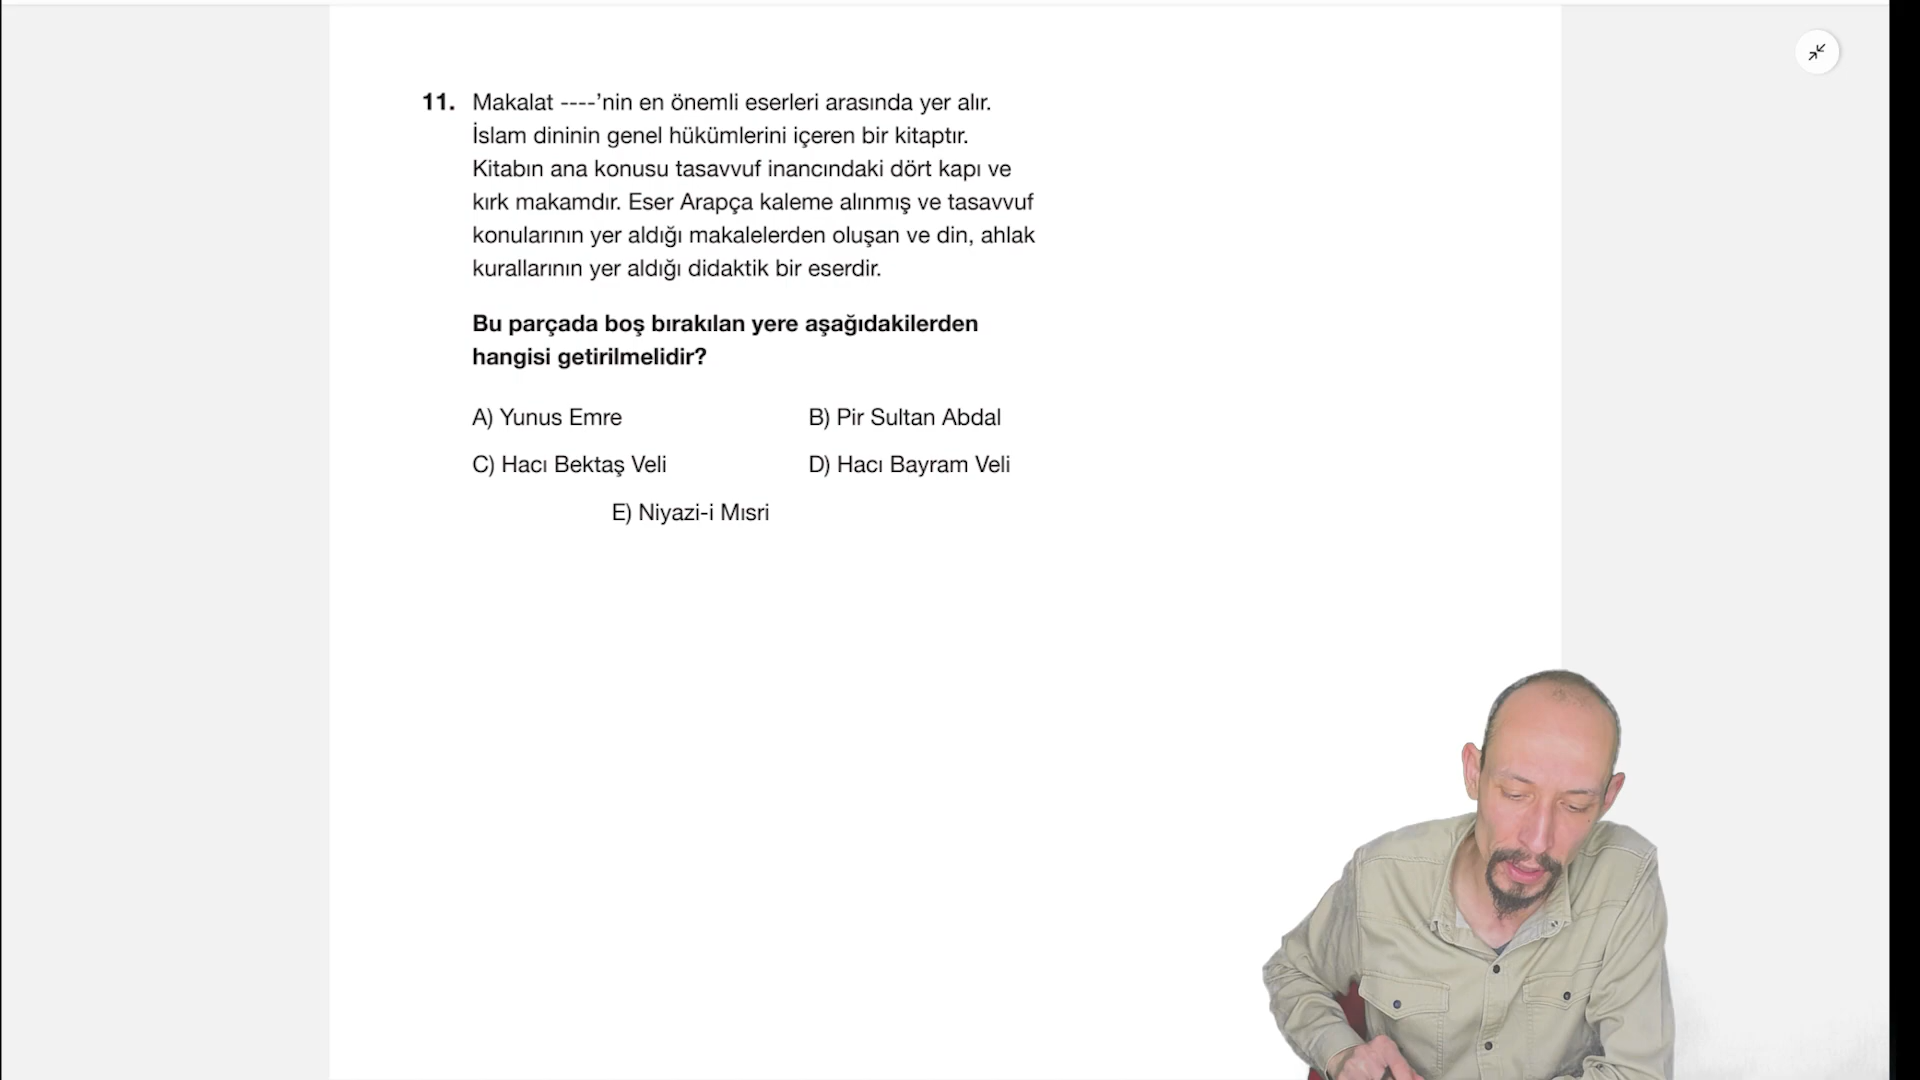 11. Makalat ----’nin en önemli eserleri arasında yer alır.
İslam dininin genel hükümlerini içeren bir kitaptır.
Kitabın ana konusu tasavvuf inancındaki dört kapı ve
kırk makamdır. Eser Arapça kaleme alınmış ve tasavvuf
konularının yer aldığı makalelerden oluşan ve din, ahlak
kurallarının yer aldığı didaktik bir eserdir.
Bu parçada boş bırakılan yere aşağıdakilerden
hangisi getirilmelidir?
A) Yunus Emre B) Pir Sultan Abdal
C) Hacı Bektaş Veli D) Hacı Bayram Veli
E) Niyazi-i Mısri